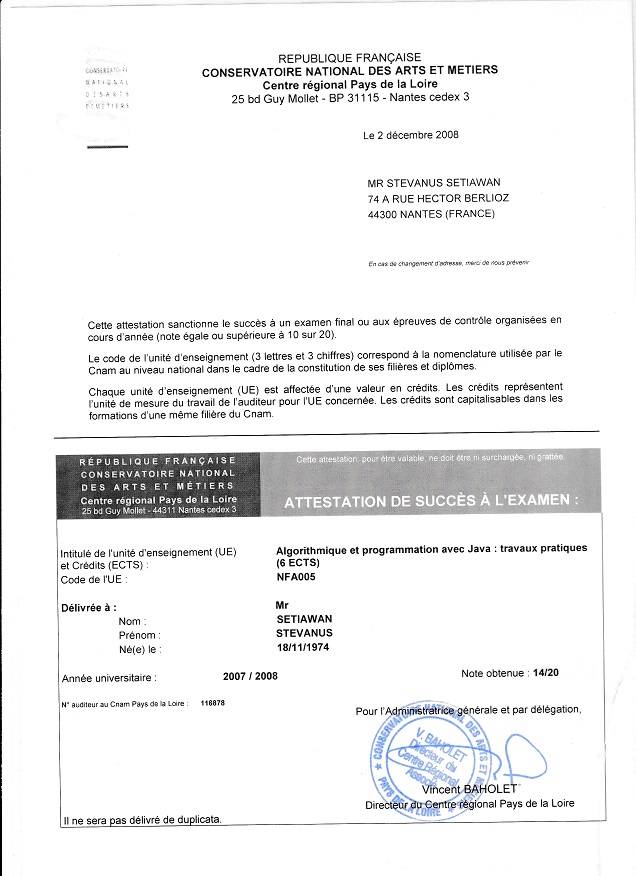 CONSERVATOIRE
NATIONAL
DES ARTS
ET METIERS
REPUBLIQUE FRANÇAISE
CONSERVATOIRE NATIONAL DES ARTS ET METIERS
Centre régional Pays de la Loire
25 bd Guy Mollet - BP 31115 - Nantes cedex 3
Le 2 décembre 2008
MR STEVANUS SETIAWAN
74 A RUE HECTOR BERLIOZ
44300 NANTES (FRANCE)
En cas de changement d'adresse, merci de nous prévenir
Cette attestation sanctionne le succès à un examen final ou aux épreuves de contrôle organisées en
cours d'année (note égale ou supérieure à 10 sur 20).
Le code de l'unité d'enseignement (3 lettres et 3 chiffres) correspond à la nomenclature utilisée par le
Cnam au niveau national dans le cadre de la constitution de ses filières et diplômes.
Chaque unité d'enseignement (UE) est affectée d'une valeur en crédits. Les crédits représentent
l'unité de mesure du travail de l'auditeur pour l'UE concernée. Les crédits sont capitalisables dans les
formations d'une même filière du Cnam.
RÉPUBLIQUE FRANÇAISE
CONSERVATOIRE NATIONAL
DES ARTS ET MÉTIERS
Centre régional Pays de la Loire
25 bd Guy Mollet - 44311 Nantes cedex 3
Cette attestation, pour être valable, ne doit être ni surchargée, ni grattée.
ATTESTATION DE SUCCÈS À L'EXAMEN :
Intitulé de l'unité d'enseignement (UE)
et Crédits (ECTS) :
Algorithmique et programmation avec Java : travaux pratiques
(6 ECTS)
Code de l'UE :
NFA005
Délivrée à :
Mr
Nom :
SETIAWAN
Prénom :
STEVANUS
Né(e) le :
18/11/1974
Année universitaire :
2007 / 2008
Note obtenue : 14/20
N° auditeur au Cnam Pays de la Loire :
116878
Pour l'Administratrice générale et par délégation,
CONSERVATOIRE NATIONAL DES ARTS ET METIERS
PAYS DE LA LOIRE
V. BAHOLET
Directeur du
Centre Régional
Associé
Vincent BAHOLET
Directeur du Centre régional Pays de la Loire
Il ne sera pas délivré de duplicata.